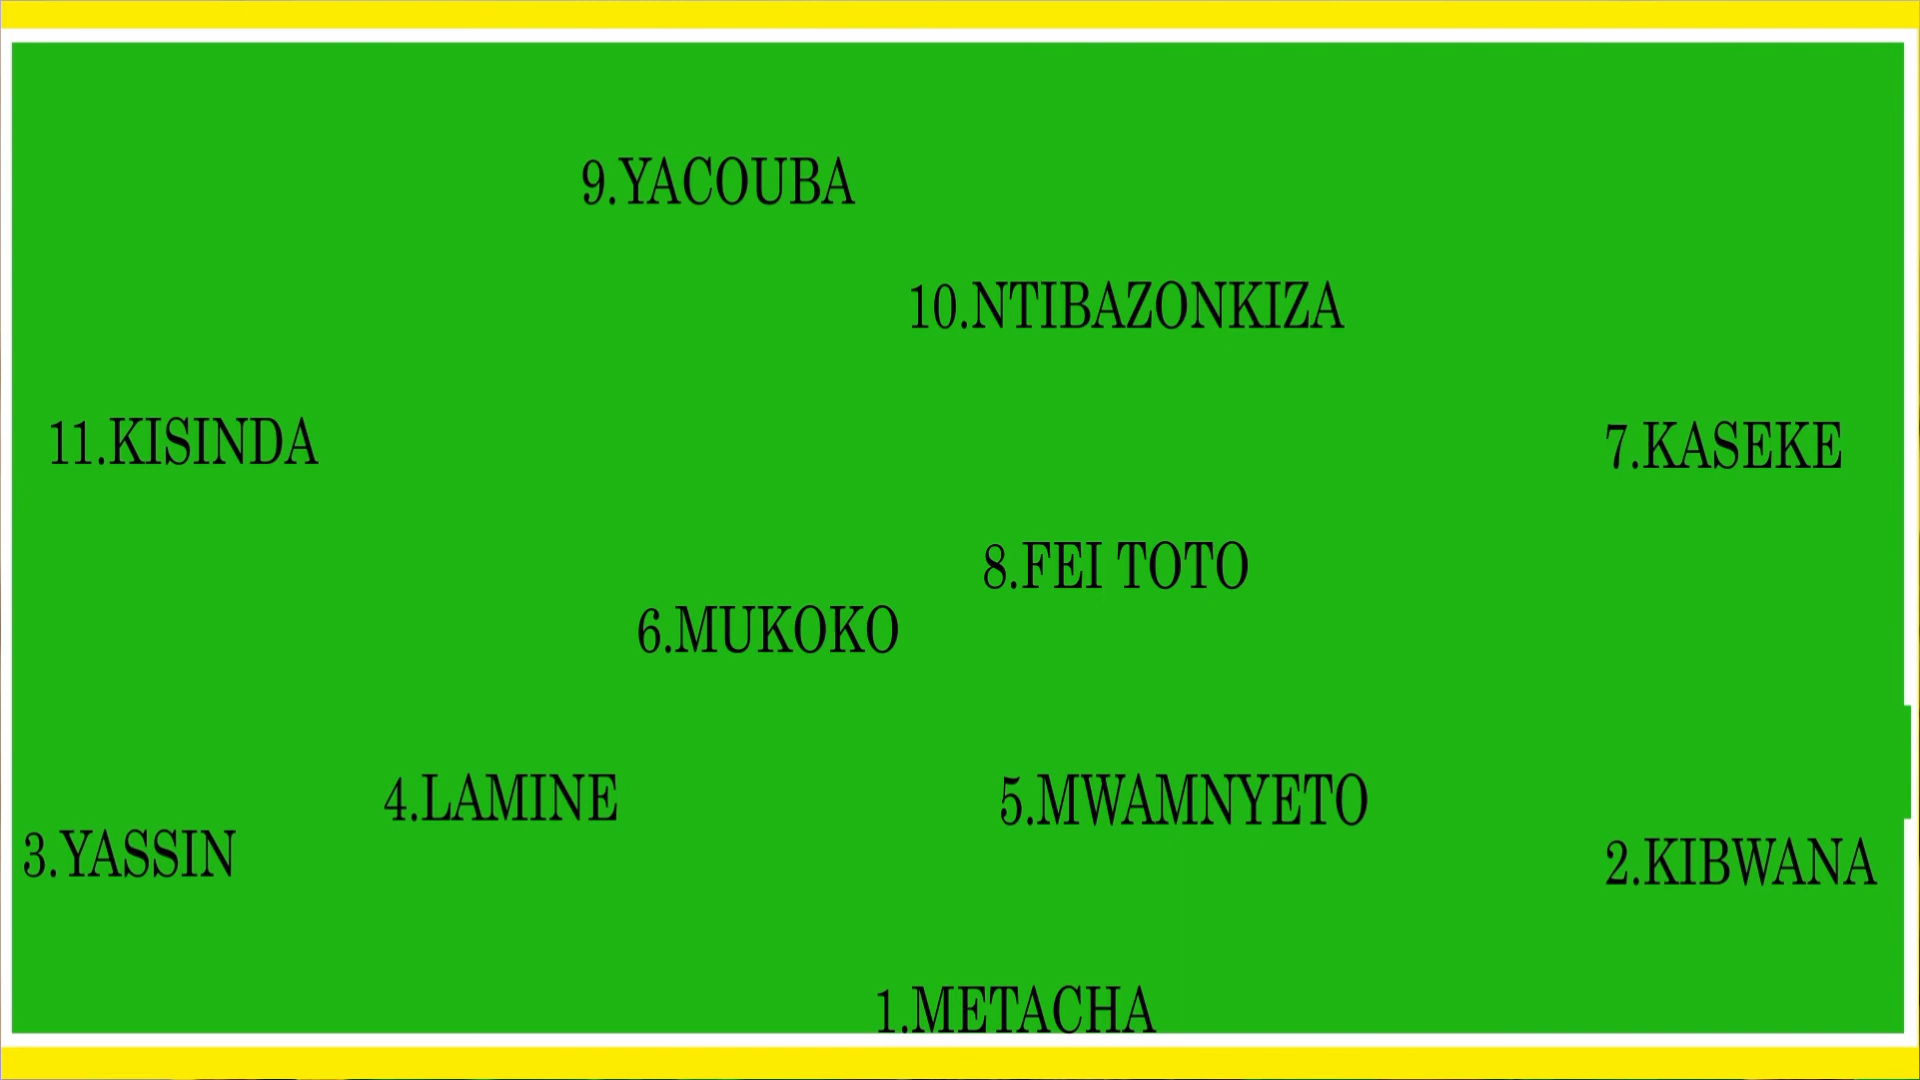 9.YACOUBA
10.NTIBAZONKIZA
11.KISINDA
7.KASEKE
8.FEI TOTO
6.MUKOKO
4.LAMINE
5.MWAMNYETO
3.YASSIN
2.KIBWANA
1.METACHA